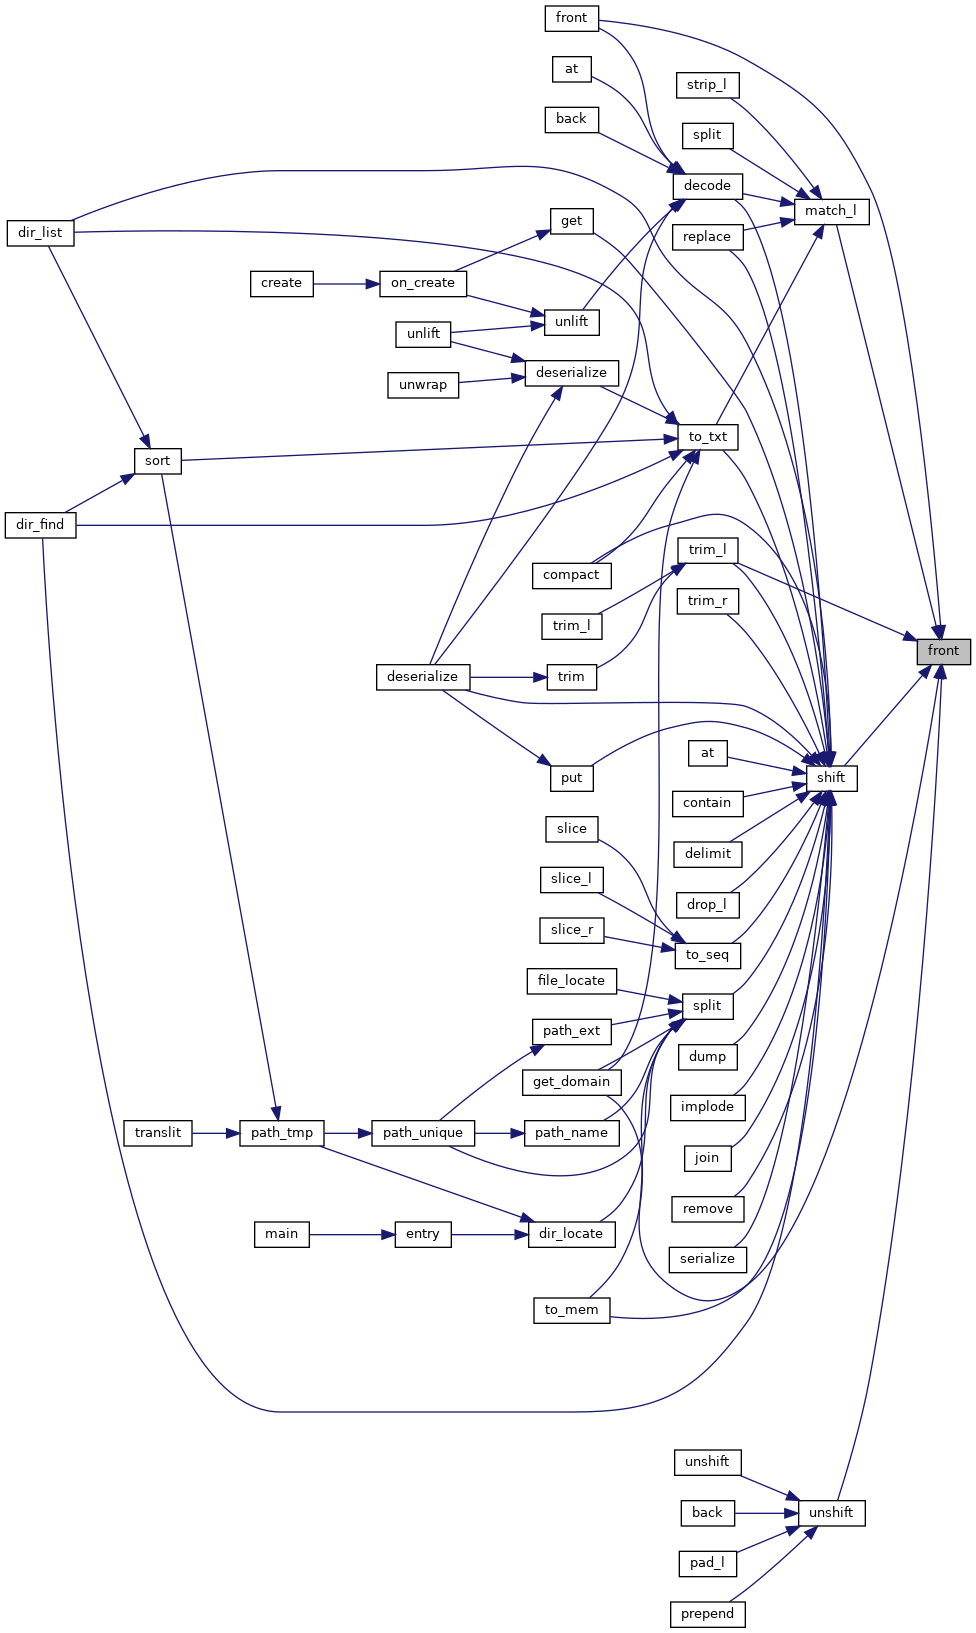 front
at
strip_l
back
split
decode
match_l
get
dir_list
replace
create
on_create
unlift
unlift
deserialize
unwrap
to_txt
sort
dir_find
trim_l
compact
trim_r
trim_l
front
deserialize
trim
at
shift
put
contain
slice
delimit
slice_l
drop_l
slice_r
to_seq
file_locate
split
path_ext
dump
get_domain
implode
translit
path_tmp
path_unique
path_name
join
remove
main
entry
dir_locate
serialize
to_mem
unshift
back
unshift
pad_l
prepend